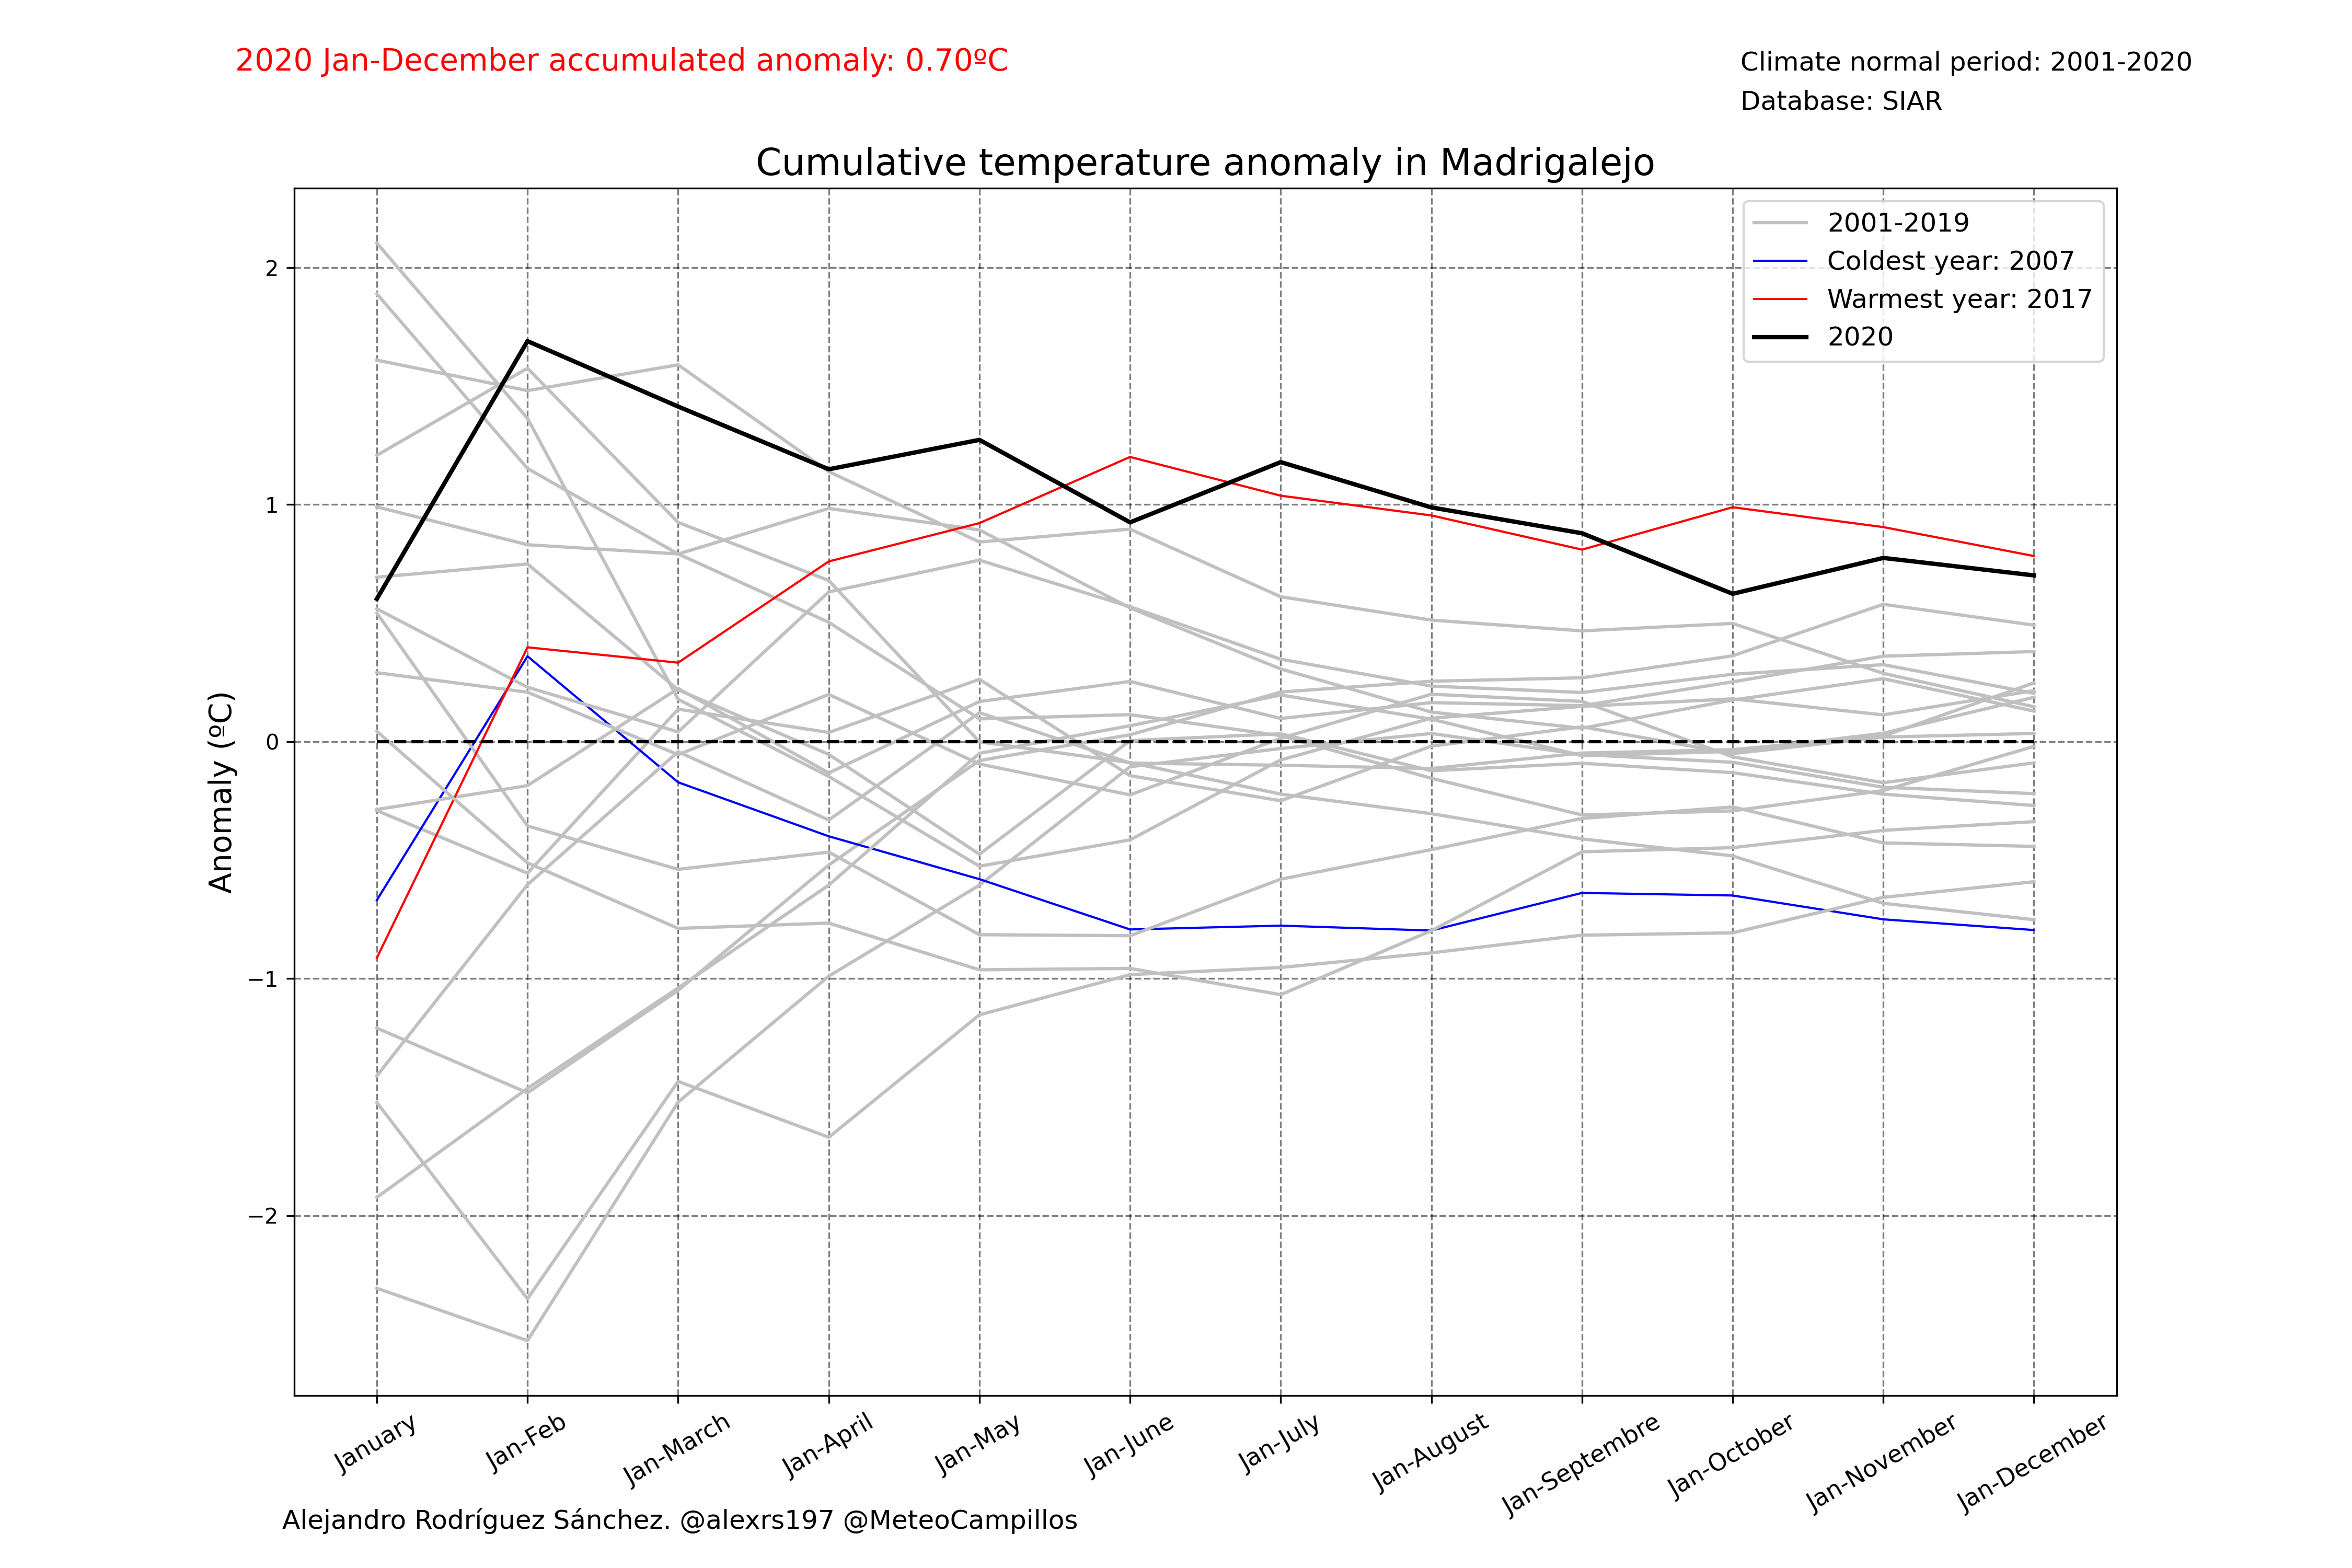 2020 Jan-December accumulated anomaly: 0.70ºC
Climate normal period: 2001-2020
Database: SIAR
Cumulative temperature anomaly in Madrigalejo
2001-2019
Coldest year: 2007
Warmest year: 2017
2020
Anomaly (ºC)
2
1
0
−1
−2
January
Jan-Feb
Jan-March
Jan-April
Jan-May
Jan-June
Jan-July
Jan-August
Jan-Septembre
Jan-October
Jan-November
Jan-December
Alejandro Rodríguez Sánchez. @alexrs197 @MeteoCampillos